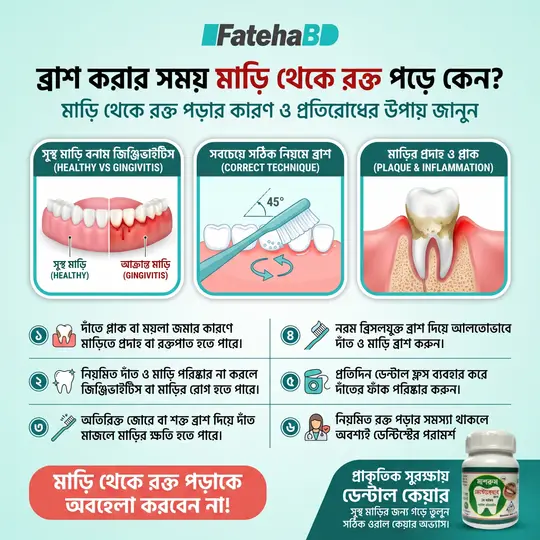 FatehaBD
ব্রাশ করার সময় মাড়ি থেকে রক্ত পড়ে কেন?
মাড়ি থেকে রক্ত পড়ার কারণ ও প্রতিরোধের উপায় জানুন
সুস্থ মাড়ি বনাম জিঞ্জিভাইটিস
(HEALTHY VS GINGIVITIS)
সুস্থ মাড়ি
(HEALTHY)
আক্রান্ত মাড়ি
(GINGIVITIS)
সবচেয়ে সঠিক নিয়মে ব্রাশ
(CORRECT TECHNIQUE)
45°
মাড়ির প্রদাহ ও প্লাক
(PLAQUE & INFLAMMATION)
১ দাঁতে প্লাক বা ময়লা জমার কারণে
মাড়িতে প্রদাহ বা রক্তপাত হতে পারে।
২ নিয়মিত দাঁত ও মাড়ি পরিষ্কার না করলে
জিঞ্জিভাইটিস বা মাড়ির রোগ হতে পারে।
৩ অতিরিক্ত জোরে বা শক্ত ব্রাশ দিয়ে দাঁত
মাজলে মাড়ির ক্ষতি হতে পারে।
৪ নরম ব্রিসলযুক্ত ব্রাশ দিয়ে আলতোভাবে
দাঁত ও মাড়ি ব্রাশ করুন।
৫ প্রতিদিন ডেন্টাল ফ্লস ব্যবহার করে
দাঁতের ফাঁক পরিষ্কার করুন।
৬ নিয়মিত রক্ত পড়ার সমস্যা থাকলে
অবশ্যই ডেন্টিস্টের পরামর্শ
মাড়ি থেকে রক্ত পড়াকে
অবহেলা করবেন না!
প্রাকৃতিক সুরক্ষায়
ডেন্টাল কেয়ার
সুস্থ মাড়ির জন্য গড়ে তুলুন
সঠিক ওরাল কেয়ার অভ্যাস।
মাশরুম